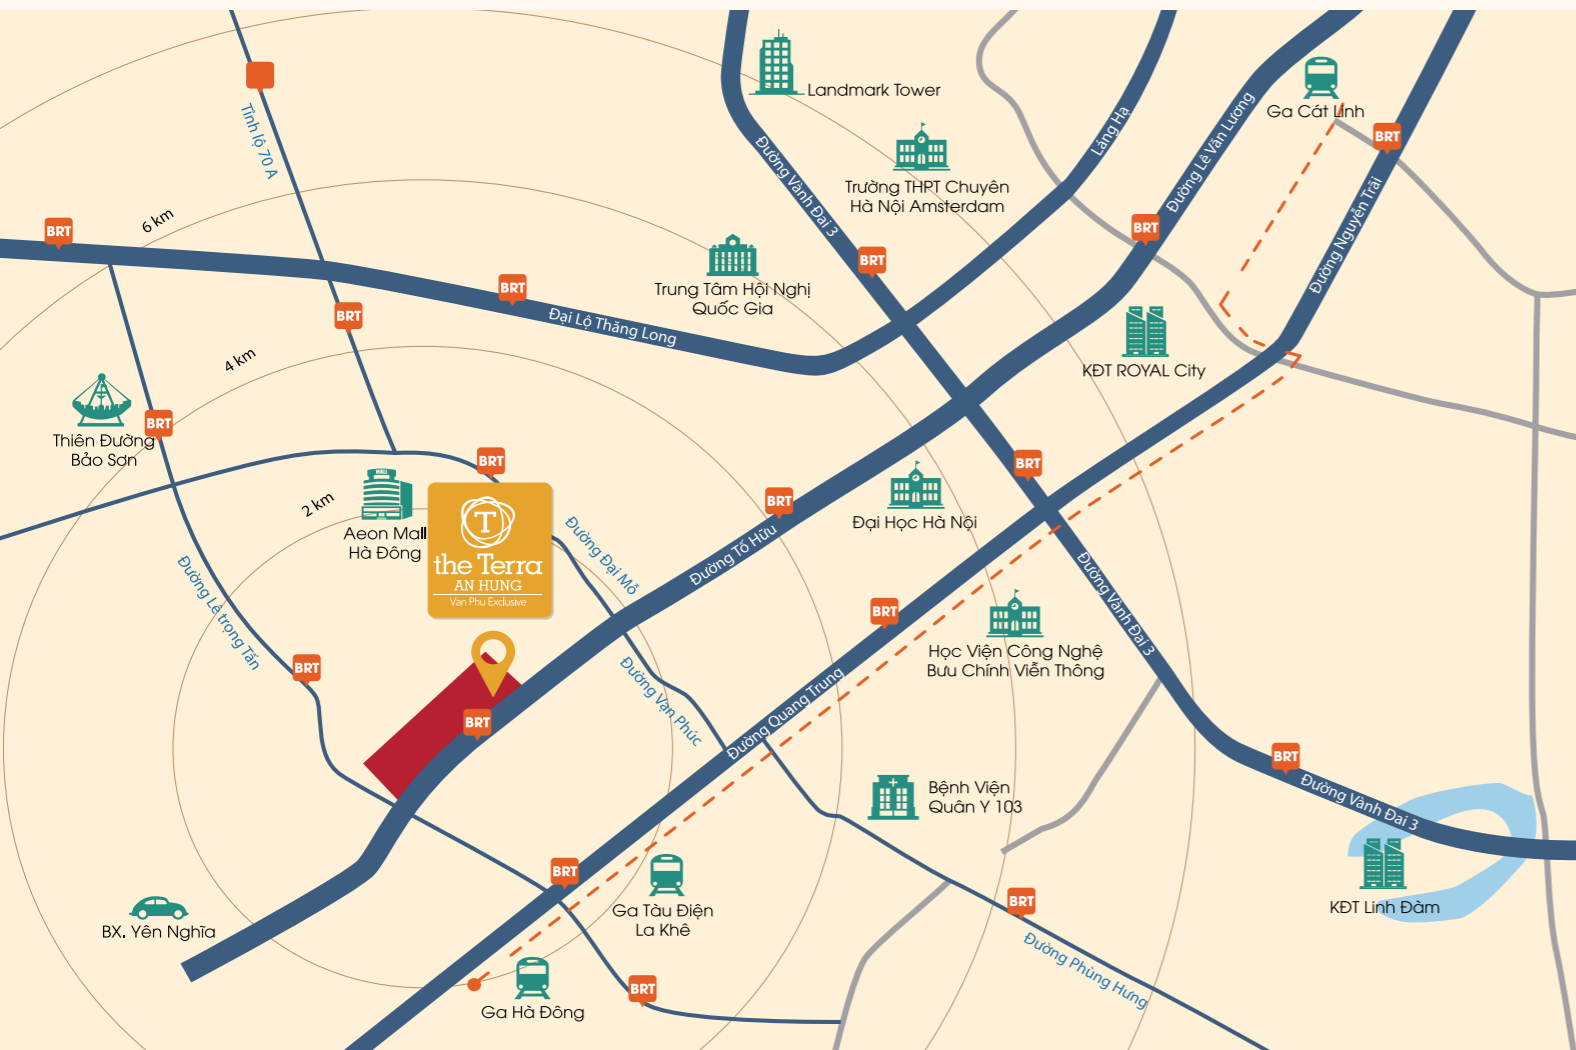 Landmark Tower
Ga Cát Linh
BRT
Tỉnh lộ 70 A
Láng Hạ
Đường Lê Văn Lương
Đường Vành Đai 3
Trường THPT Chuyên
Hà Nội Amsterdam
Đường Nguyễn Trãi
6 km
BRT
BRT
BRT
Trung Tâm Hội Nghị
Quốc Gia
BRT
BRT
Đại Lộ Thăng Long
4 km
KĐT ROYAL City
BRT
Thiên Đường
Bảo Sơn
BRT
BRT
2 km
BRT
Aeon Mall
Hà Đông
T
the Terra
AN HUNG
Van Phu Exclusive
Đường Đại Mỗ
Đường Tố Hữu
Đại Học Hà Nội
Đường Vành Đai 3
Đường Lê trọng Tấn
BRT
Học Viện Công Nghệ
Bưu Chính Viễn Thông
BRT
Đường Vạn Phúc
Đường Quang Trung
BRT
BRT
Đường Vành Đai 3
Bệnh Viện
Quân Y 103
BRT
Ga Tàu Điện
La Khê
BRT
KĐT Linh Đàm
BX. Yên Nghĩa
Đường Phùng Hưng
BRT
Ga Hà Đông
MALL